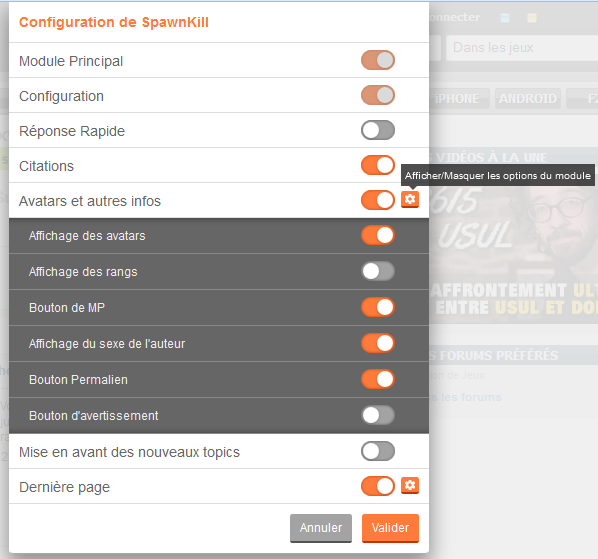 Configuration de SpawnKill
onnecter
Module Principal
Dans les jeux
Configuration
iPHONE
ANDROID
Réponse Rapide
Citations
VIDÉOS À LA UNE
Afficher/Masquer les options du module
Avatars et autres infos
615
USUL
Affichage des avatars
Affichage des rangs
AFFRONTEMENT
Bouton de MP
ENTRE USUL ET
Affichage du sexe de l'auteur
S FORUMS PRÉFÉRÉS
Bouton Permalien
les forums
Bouton d'avertissement
Mise en avant des nouveaux topics
Dernière page
Annuler
Valider